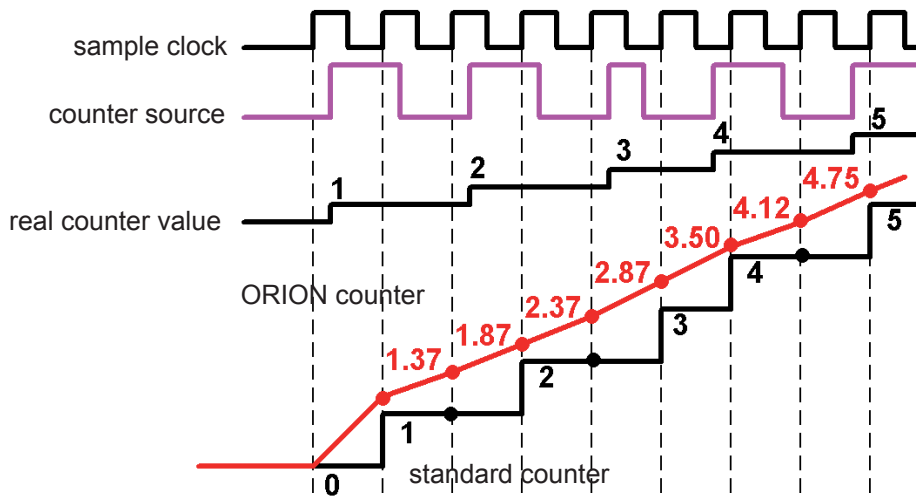 sample clock
counter source
1 2 3 4 5
real counter value
ORION counter
1.37 1.87 2.37 2.87 3.50 4.12 4.75
0 1 2 3 4 5
standard counter